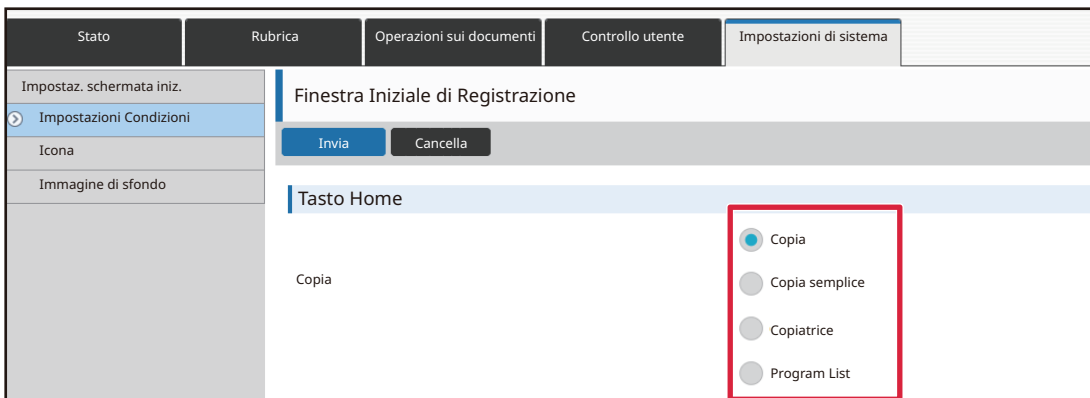 Stato
Rubrica
Operazioni sui documenti
Controllo utente
Impostazioni di sistema
Impostaz. schermata iniz.
Impostazioni Condizioni
Icona
Immagine di sfondo
Finestra Iniziale di Registrazione
Invia
Cancella
Tasto Home
Copia
Copia
Copia semplice
Copiatrice
Program List